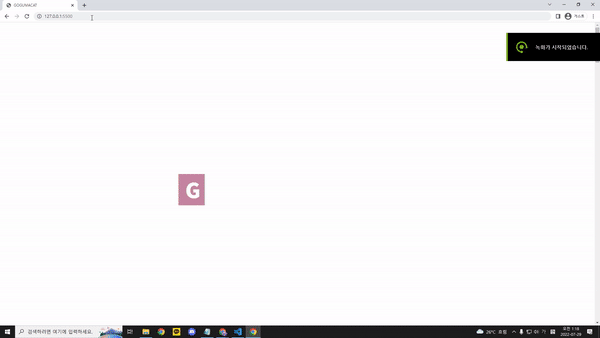 127.0.0.1:5500
게스트
녹화가 시작되었습니다.
G
검색하려면 여기에 입력하세요.
26°C 흐림
오전 1:18
2022-07-29